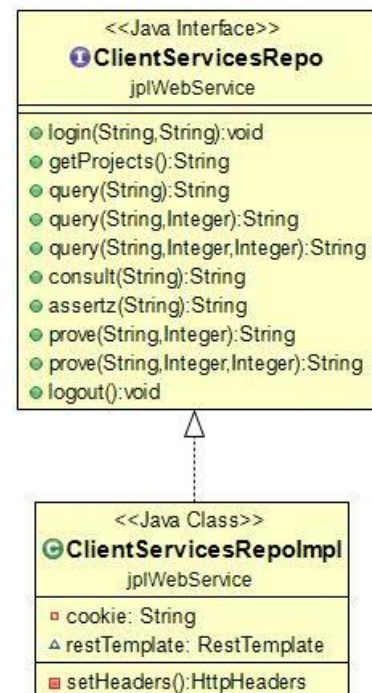 <<Java Interface>>
ClientServicesRepo
jplWebService
login(String,String):void
getProjects():String
query(String):String
query(String,Integer):String
query(String,Integer,Integer):String
consult(String):String
assertz(String):String
prove(String,Integer):String
prove(String,Integer,Integer):String
logout():void
<<Java Class>>
ClientServicesRepoImpl
jplWebService
cookie: String
restTemplate: RestTemplate
setHeaders():HttpHeaders